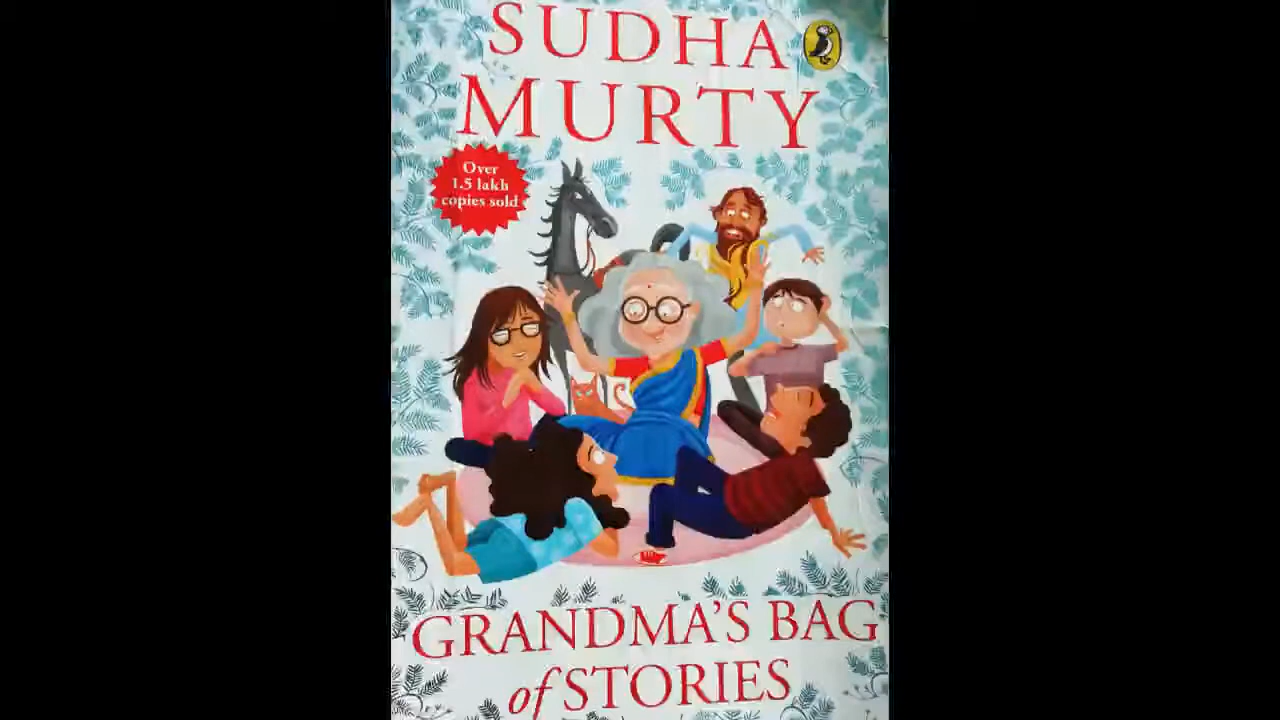 SUDHA
MURTY
Over
1.5 lakh
copies sold
GRANDMA'S BAG
of STORIES